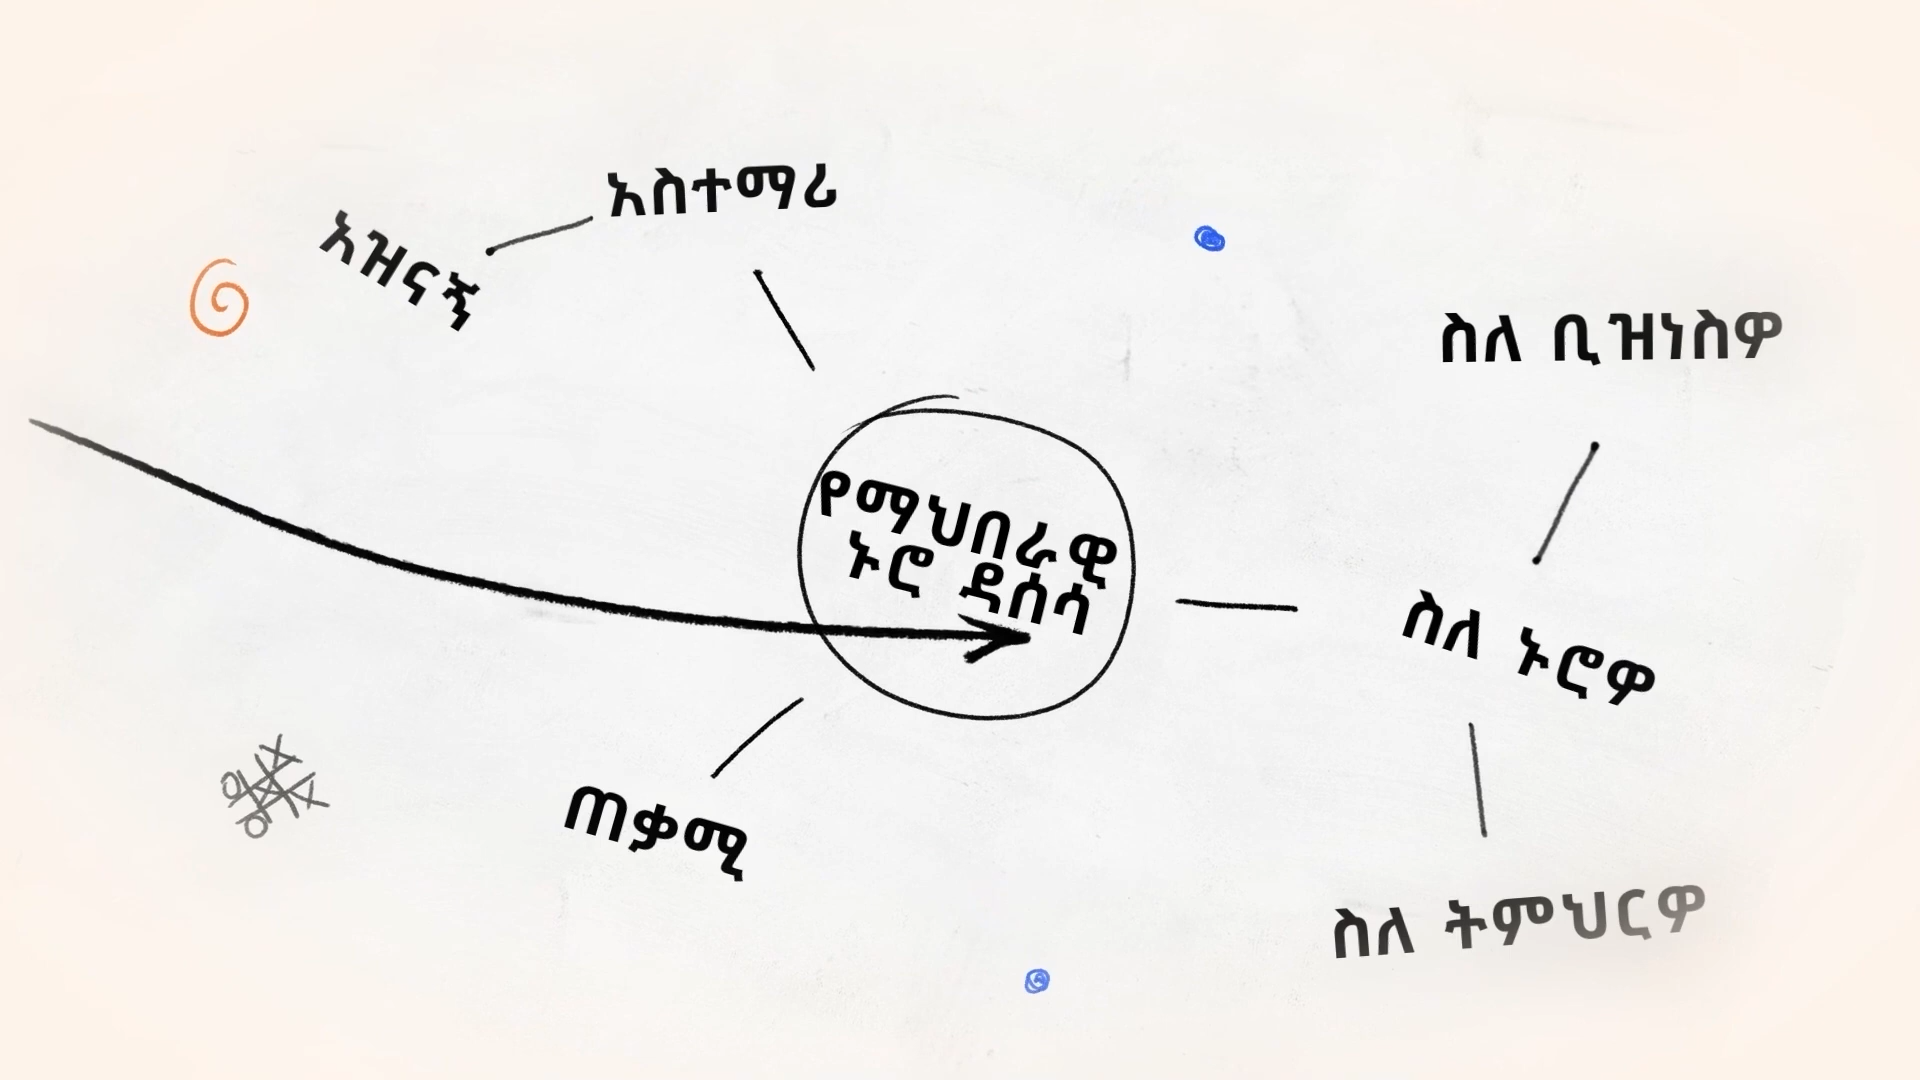 አስተማሪ
አዝናኝ
ስለ ቢዝነስዎ
የማህበራዊ
ኑሮ ዳሰሳ
ስለ ኑሮዎ
ጠቃሚ
ስለ ትምህርዎ